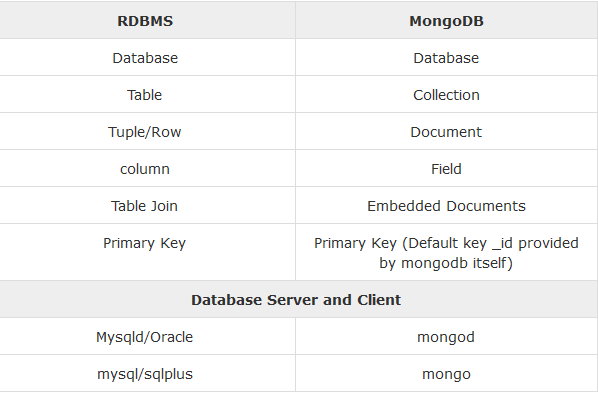 RDBMS MongoDB
Database Database
Table Collection
Tuple/Row Document
column Field
Table Join Embedded Documents
Primary Key Primary Key (Default key _id provided
by mongodb itself)
Database Server and Client
Mysqld/Oracle mongod
mysql/sqlplus mongo